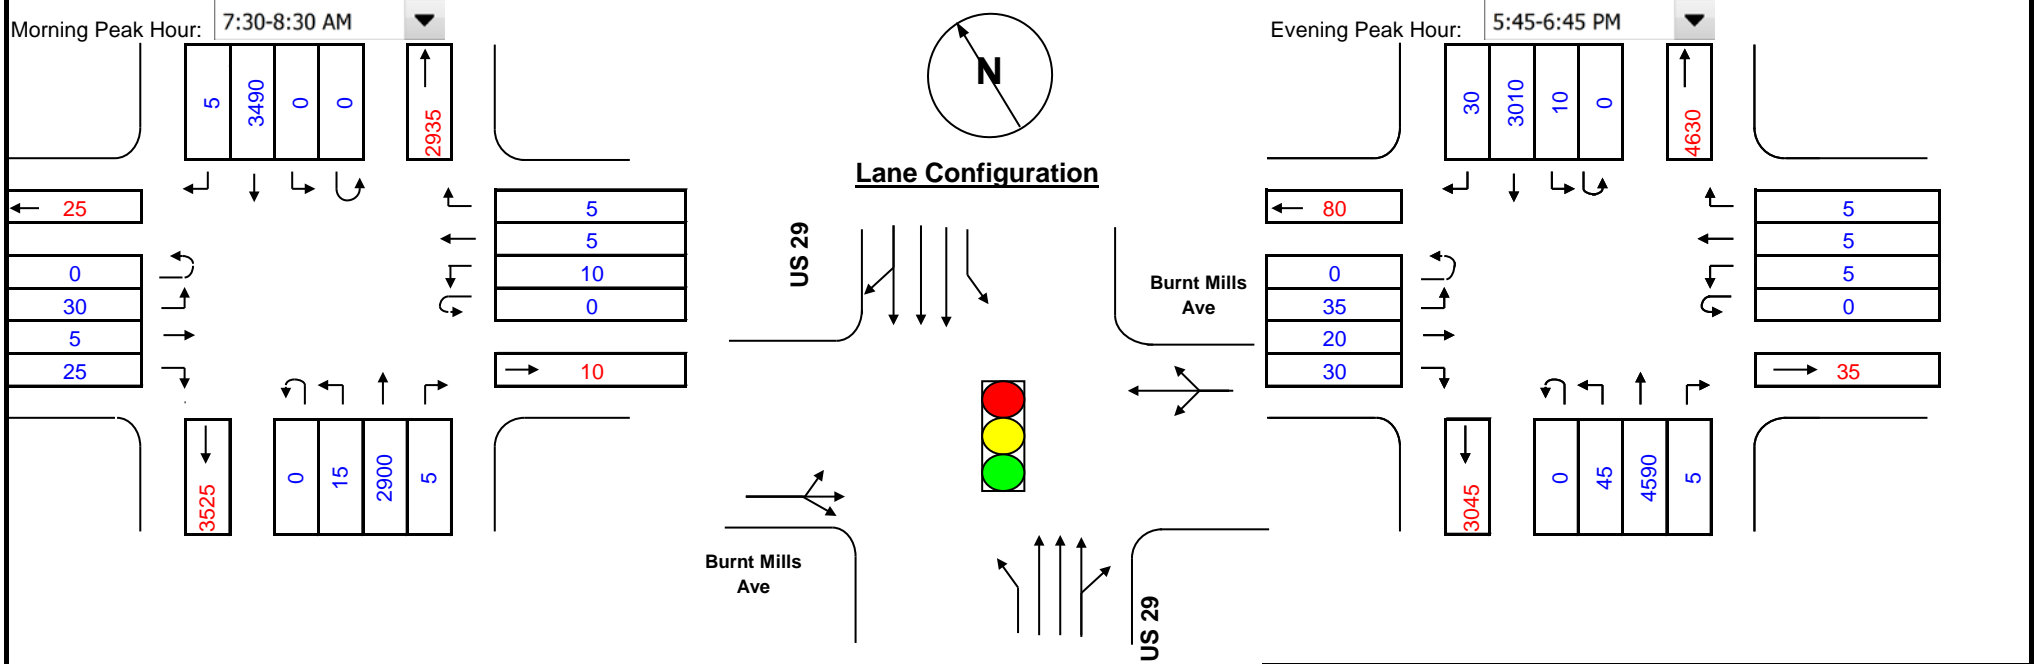 Morning Peak Hour: 7:30-8:30 AM
5 3490 0 0 2935
25
0
30
5
25
5
5
10
0
10
3525 0 15 2900 5
N
Lane Configuration
US 29
Burnt Mills
Ave
Burnt Mills
Ave
US 29
Evening Peak Hour: 5:45-6:45 PM
30 3010 10 0 4630
80
0
35
20
30
5
5
5
0
35
3045 0 45 4590 5